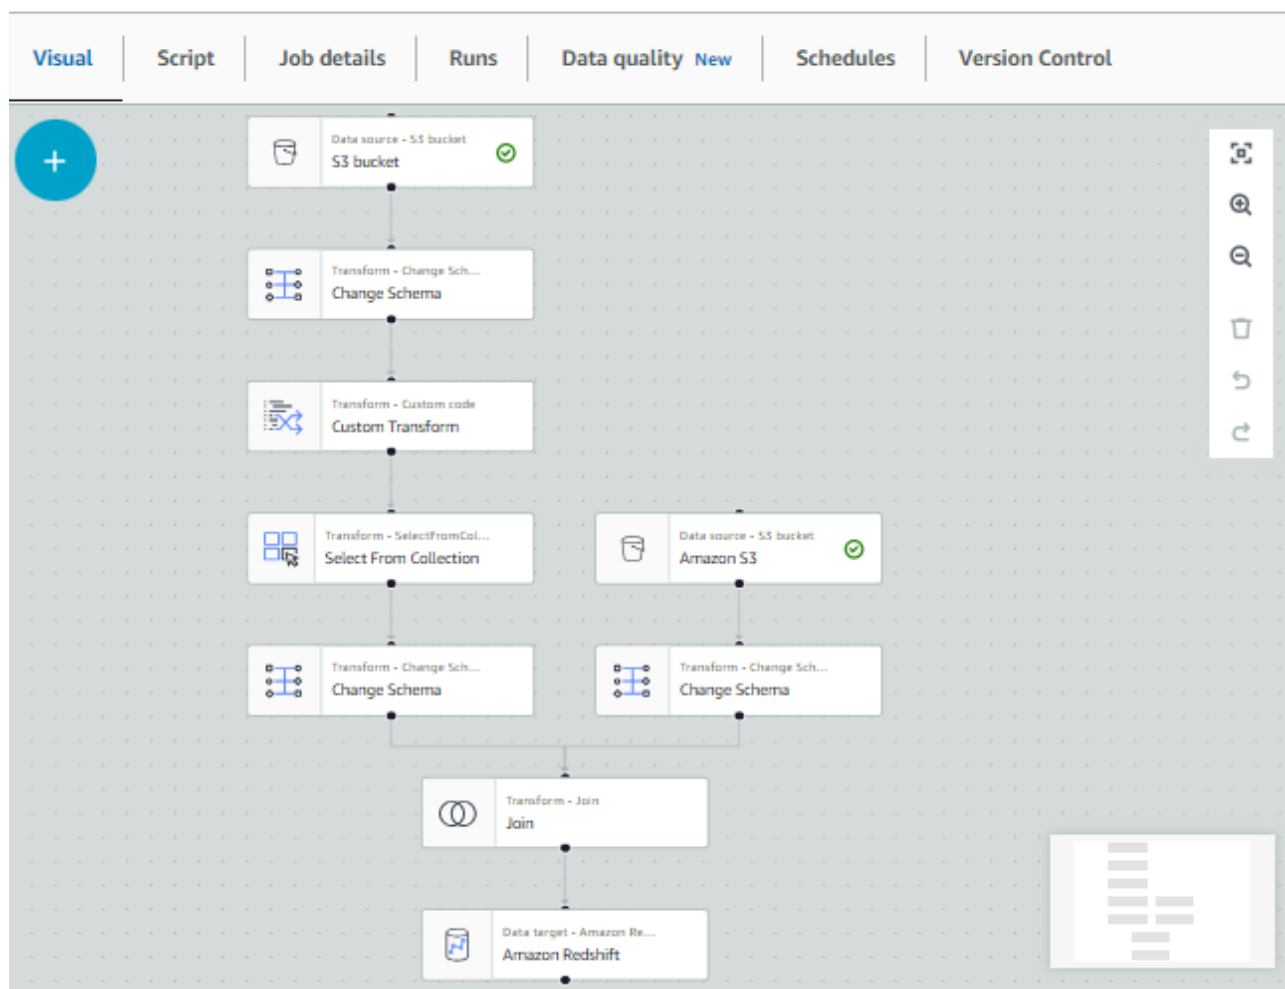 Visual Script Job details Runs Data quality New Schedules Version Control
Data source - S3 bucket
S3 bucket
Transform - Change Sch...
Change Schema
Transform - Custom code
Custom Transform
Transform - SelectFromCol...
Select From Collection
Data source - S3 bucket
Amazon S3
Transform - Change Sch...
Change Schema
Transform - Change Sch...
Change Schema
Transform - Join
Join
Data target - Amazon Re...
Amazon Redshift